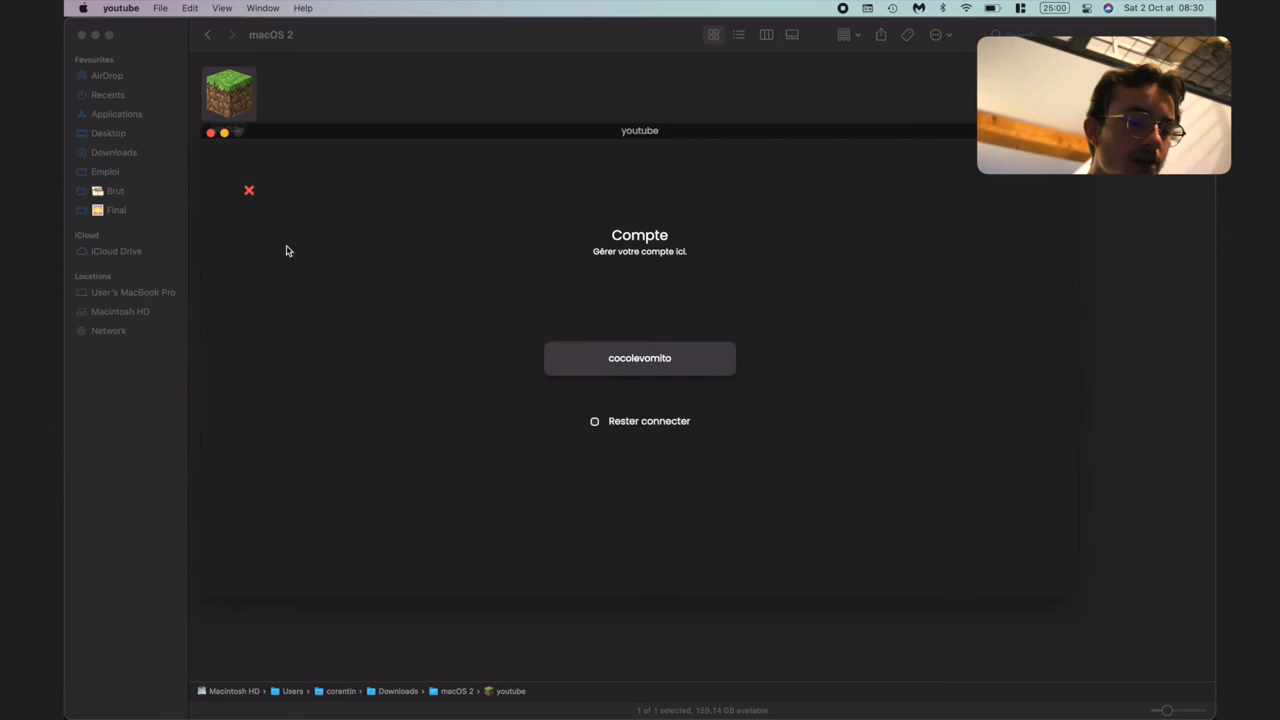 youtube File Edit View Window Help
25:00 Sat 2 Oct at 08:30
macOS 2
Favourites
AirDrop
Recents
Applications
Desktop
Downloads
Emploi
Brut
Final
iCloud
iCloud Drive
Locations
User's MacBook Pro
Macintosh HD
Network
youtube
Compte
Gérer votre compte ici.
cocolevomito
Rester connecter
Macintosh HD › Users › corentin › Downloads › macOS 2 › youtube
1 of 1 selected, 159,14 GB available